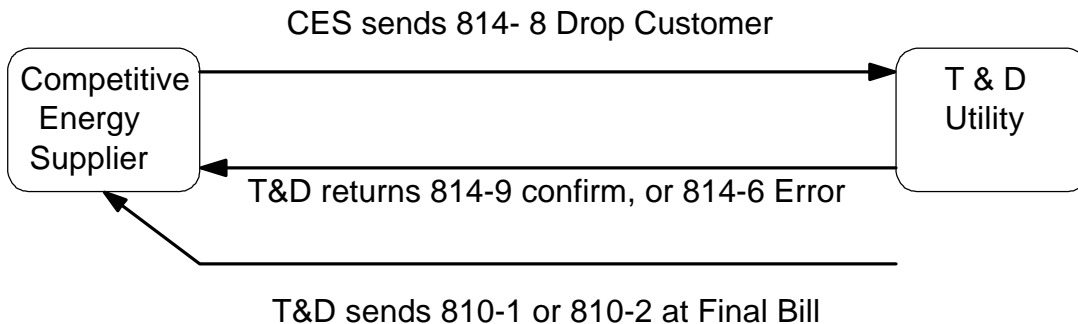 CES sends 814- 8 Drop Customer
Competitive
Energy
Supplier
T & D
Utility
T&D returns 814-9 confirm, or 814-6 Error
T&D sends 810-1 or 810-2 at Final Bill